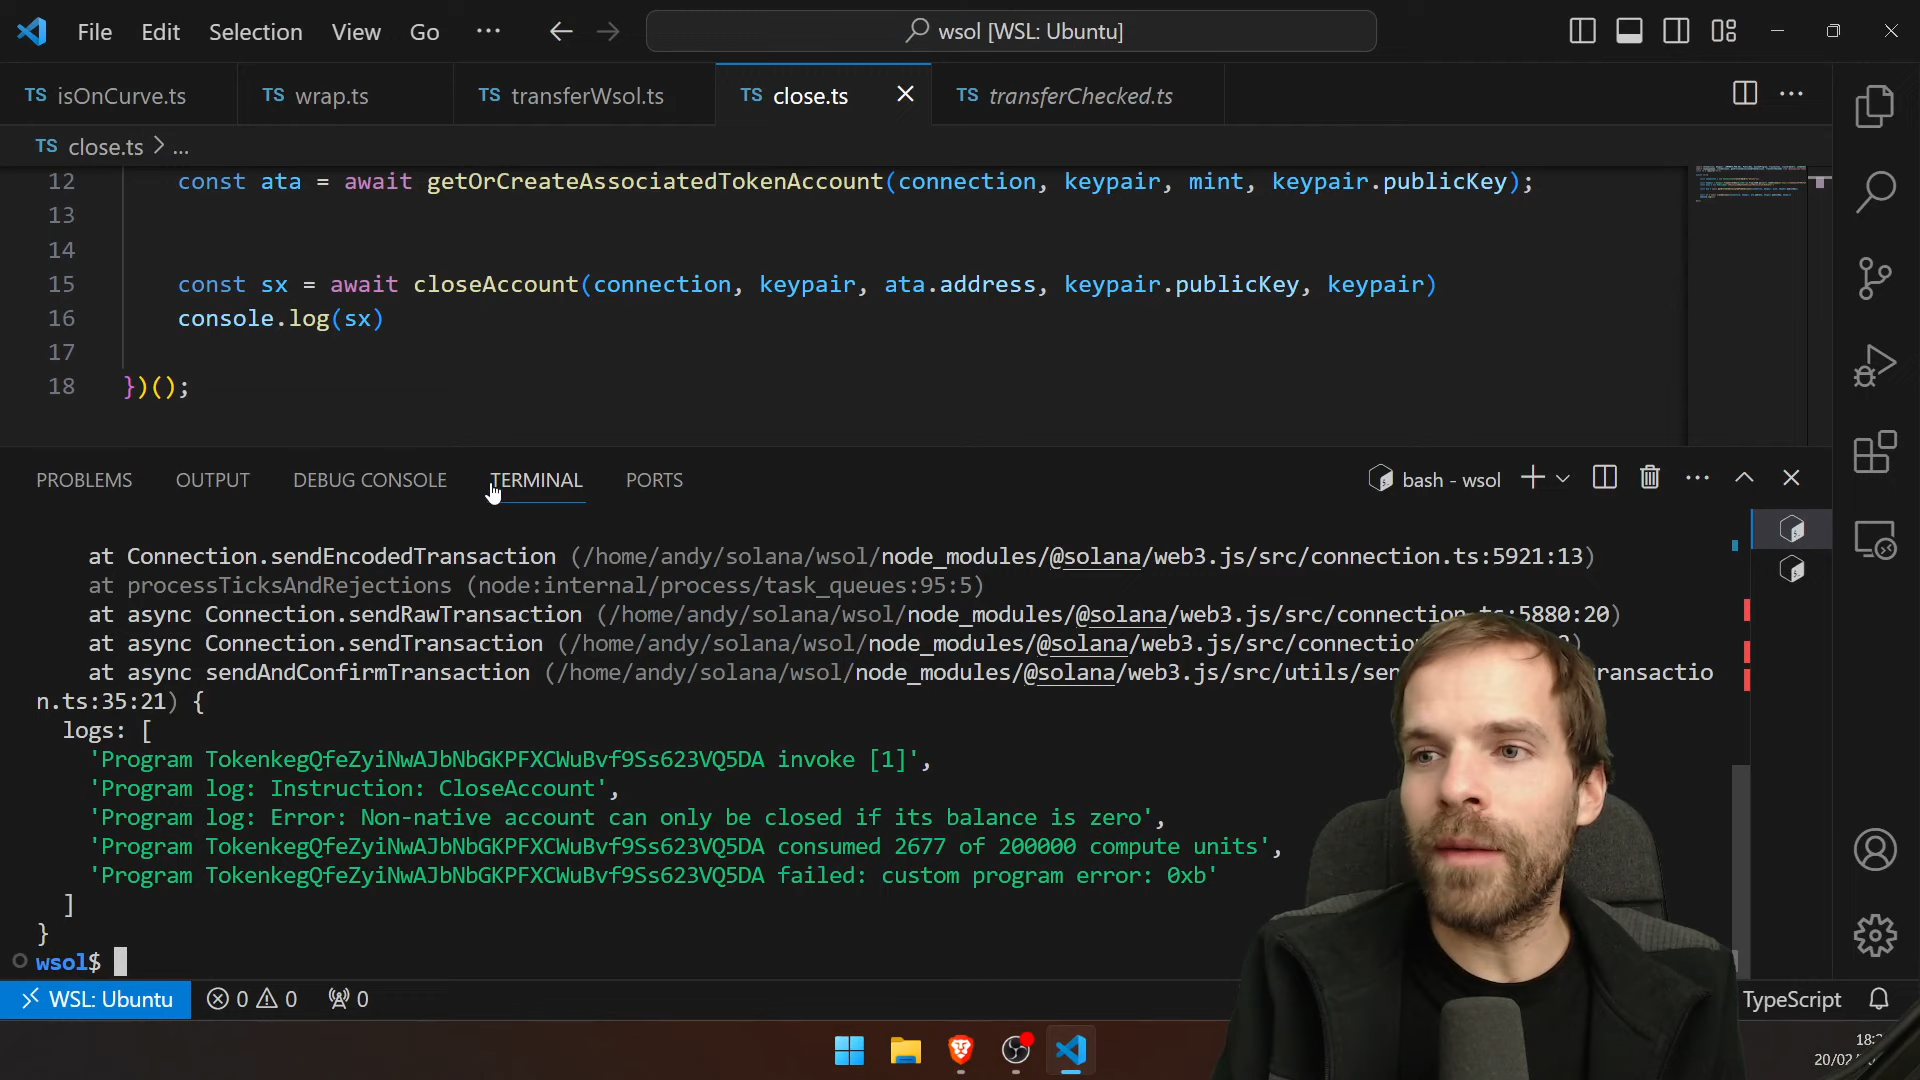 File Edit Selection View Go ··· wsol [WSL: Ubuntu]
TS isOnCurve.ts TS wrap.ts TS transferWsol.ts TS close.ts TS transferChecked.ts
TS close.ts > ...
12 const ata = await getOrCreateAssociatedTokenAccount(connection, keypair, mint, keypair.publicKey);
13
14
15 const sx = await closeAccount(connection, keypair, ata.address, keypair.publicKey, keypair)
16 console.log(sx)
17
18 })();
PROBLEMS OUTPUT DEBUG CONSOLE TERMINAL PORTS bash - wsol
at Connection.sendEncodedTransaction (/home/andy/solana/wsol/node_modules/@solana/web3.js/src/connection.ts:5921:13)
at processTicksAndRejections (node:internal/process/task_queues:95:5)
at async Connection.sendRawTransaction (/home/andy/solana/wsol/node_modules/@solana/web3.js/src/connection.ts:5880:20)
at async Connection.sendTransaction (/home/andy/solana/wsol/node_modules/@solana/web3.js/src/connectio
at async sendAndConfirmTransaction (/home/andy/solana/wsol/node_modules/@solana/web3.js/src/utils/sen ransactio
n.ts:35:21) {
logs: [
'Program TokenkegQfeZyiNwAJbNbGKPFXCWuBvf9Ss623VQ5DA invoke [1]',
'Program log: Instruction: CloseAccount',
'Program log: Error: Non-native account can only be closed if its balance is zero',
'Program TokenkegQfeZyiNwAJbNbGKPFXCWuBvf9Ss623VQ5DA consumed 2677 of 200000 compute units',
'Program TokenkegQfeZyiNwAJbNbGKPFXCWuBvf9Ss623VQ5DA failed: custom program error: 0xb'
]
}
wsol$
WSL: Ubuntu 0 0 0 TypeScript
20/02/